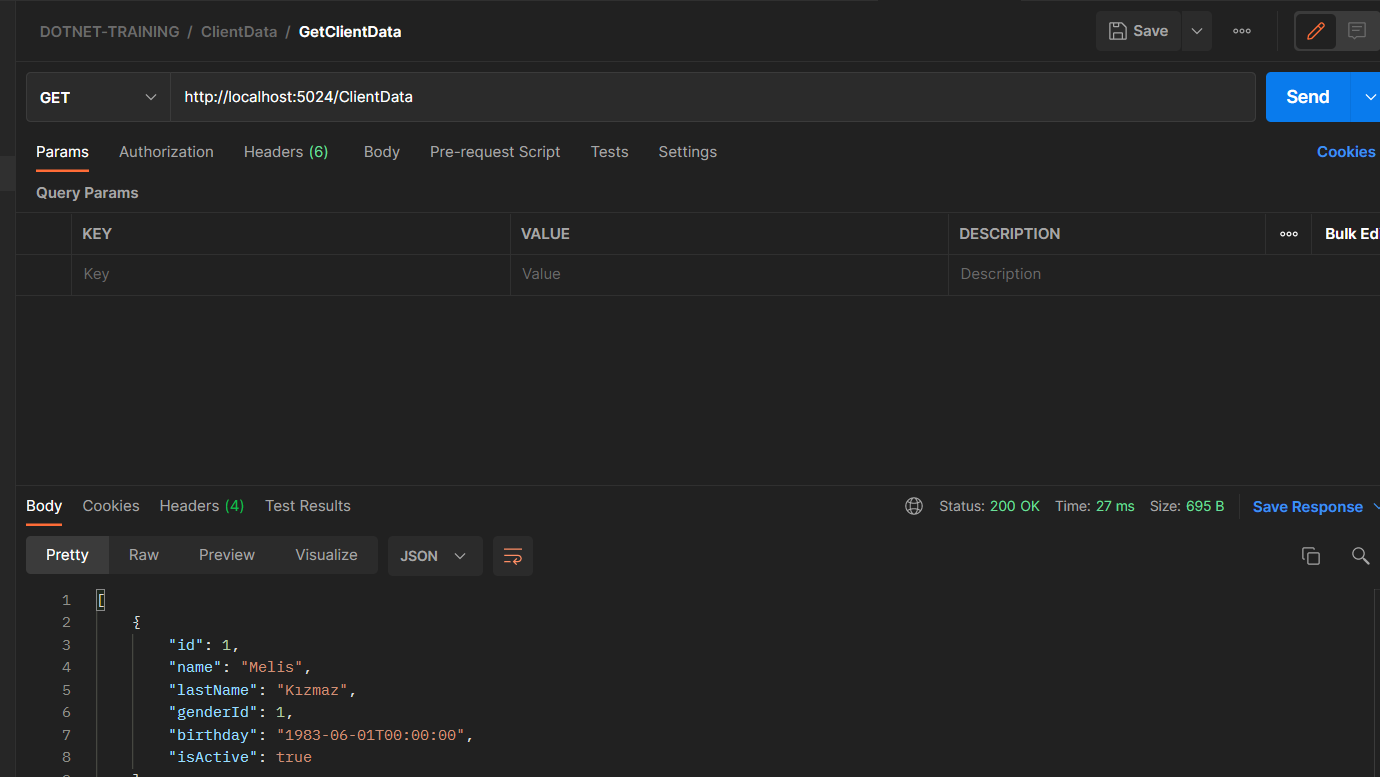 DOTNET-TRAINING / ClientData / GetClientData
Save
GET
http://localhost:5024/ClientData
Send
Params Authorization Headers (6) Body Pre-request Script Tests Settings Cookies
Query Params
KEY VALUE DESCRIPTION Bulk Ed
Key Value Description
Body Cookies Headers (4) Test Results Status: 200 OK Time: 27 ms Size: 695 B Save Response
Pretty Raw Preview Visualize JSON
1 [
2 {
3 "id": 1,
4 "name": "Melis",
5 "lastName": "Kızmaz",
6 "genderId": 1,
7 "birthday": "1983-06-01T00:00:00",
8 "isActive": true